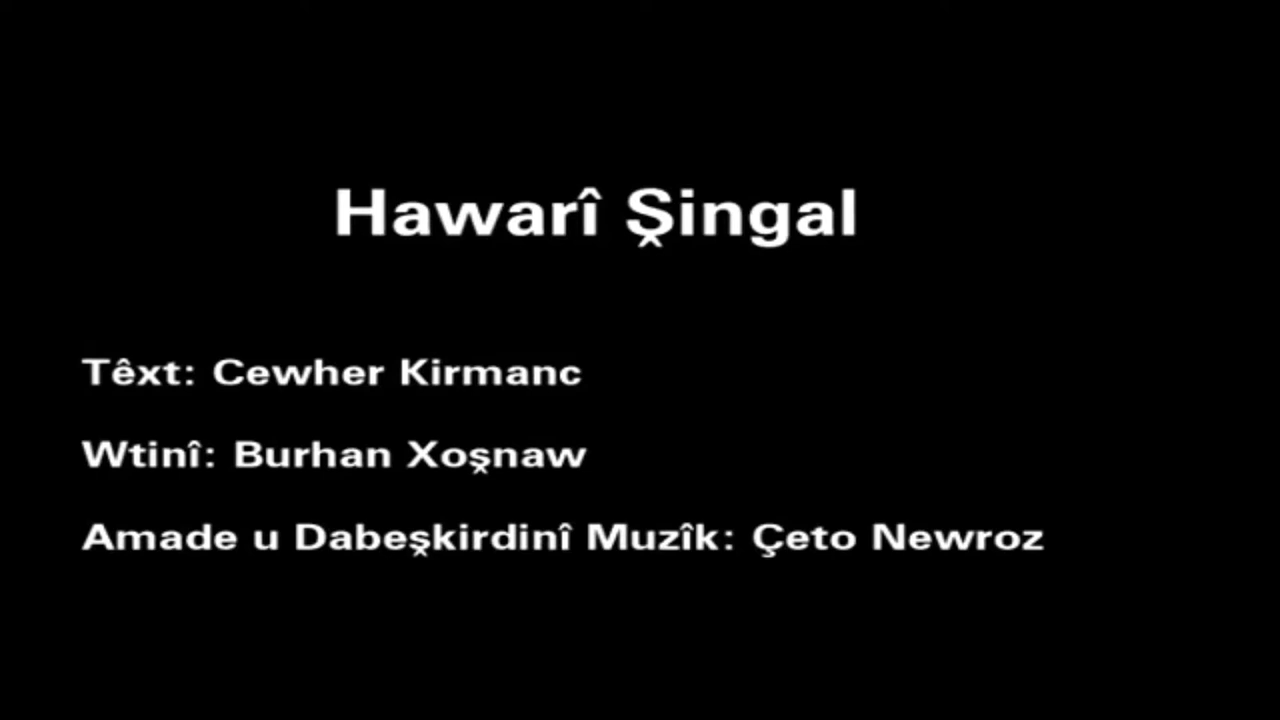 Hawarî Şingal
Têxt: Cewher Kirmanc
Wtinî: Burhan Xoşnaw
Amade u Dabeşkirdinî Muzîk: Çeto Newroz